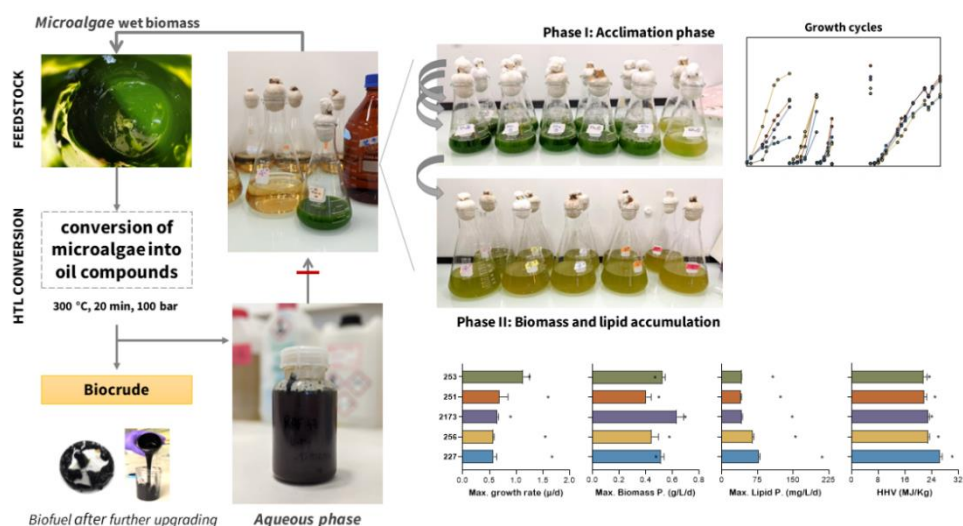 Microalgae wet biomass
FEEDSTOCK
HTL CONVERSION
conversion of
microalgae into
oil compounds
300 °C, 20 min, 100 bar
Biocrude
Biofuel after further upgrading
Aqueous phase
Phase I: Acclimation phase
Phase II: Biomass and lipid accumulation
Growth cycles
253
251
2173
256
227
0.0 0.5 1.0 1.5 2.0
Max. growth rate (µ/d)
0.0 0.2 0.4 0.6 0.8
Max. Biomass P. (g/L/d)
0 75 150 225
Max. Lipid P. (mg/L/d)
0 8 16 24 32
HHV (MJ/Kg)